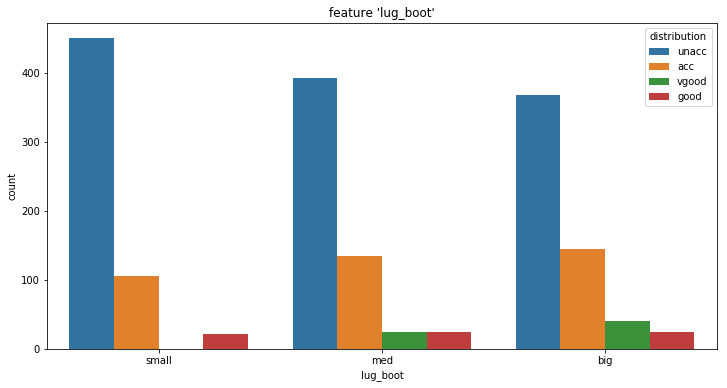 feature 'lug_boot'
distribution
unacc
acc
vgood
good
count
400
300
200
100
0
small
med
big
lug_boot